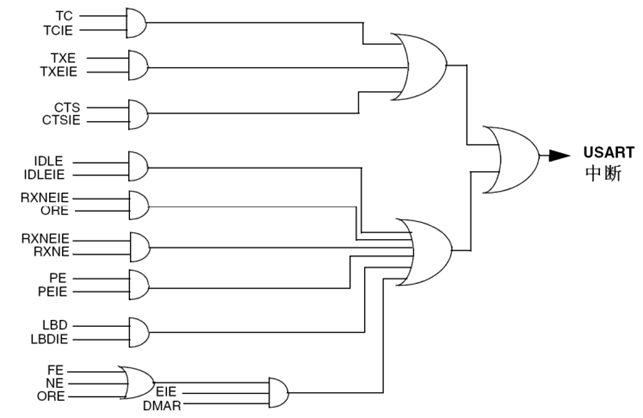 TC
TCIE
TXE
TXEIE
CTS
CTSIE
IDLE
IDLEIE
RXNEIE
ORE
RXNEIE
RXNE
PE
PEIE
LBD
LBDIE
FE
NE
ORE
EIE
DMAR
USART
中断